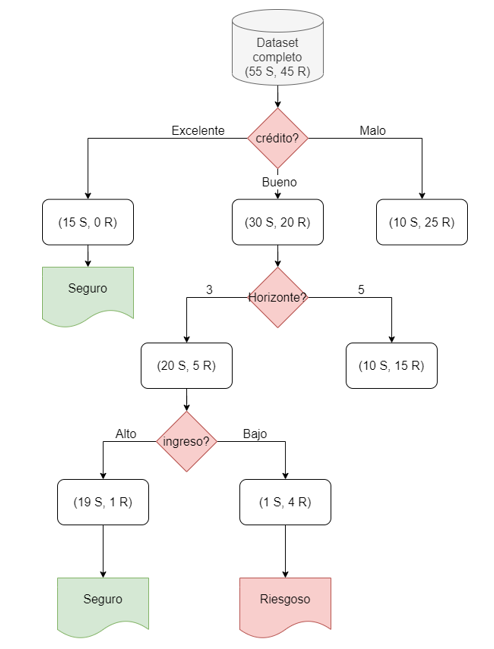 Dataset
completo
(55 S, 45 R)
crédito?
Excelente
Malo
Bueno
(15 S, 0 R)
(30 S, 20 R)
(10 S, 25 R)
Seguro
Horizonte?
3
5
(20 S, 5 R)
(10 S, 15 R)
ingreso?
Alto
Bajo
(19 S, 1 R)
(1 S, 4 R)
Seguro
Riesgoso